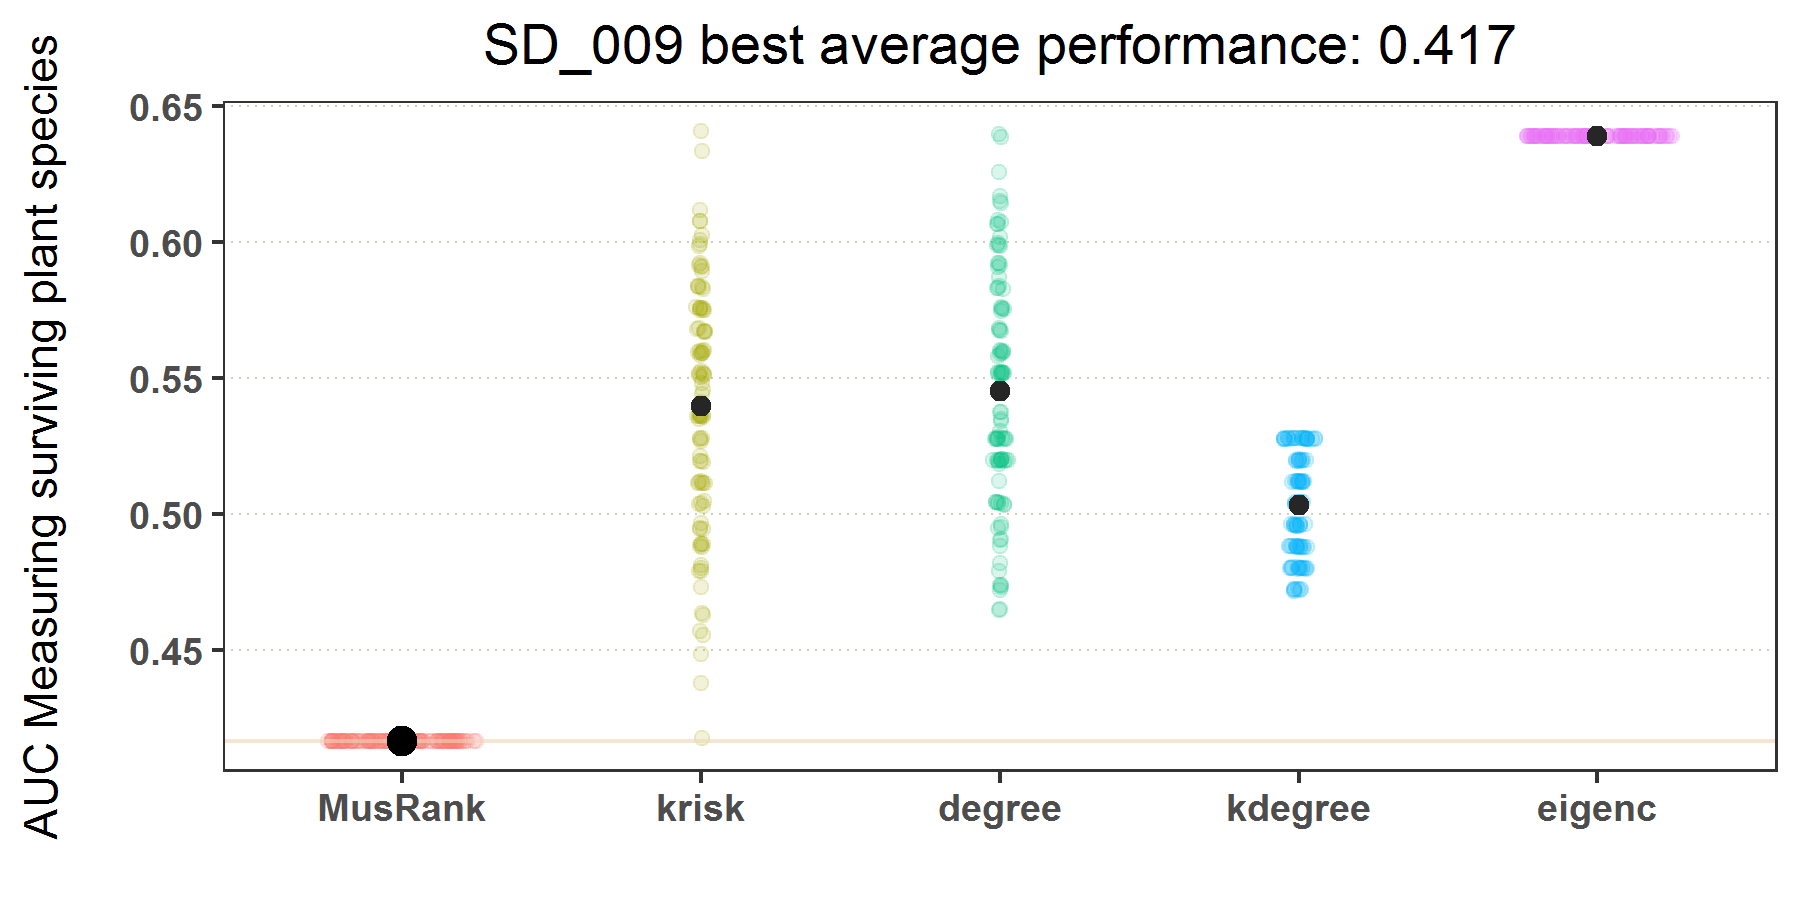 SD_009 best average performance: 0.417
AUC Measuring surviving plant species
0.65
0.60
0.55
0.50
0.45
MusRank krisk degree kdegree eigenc